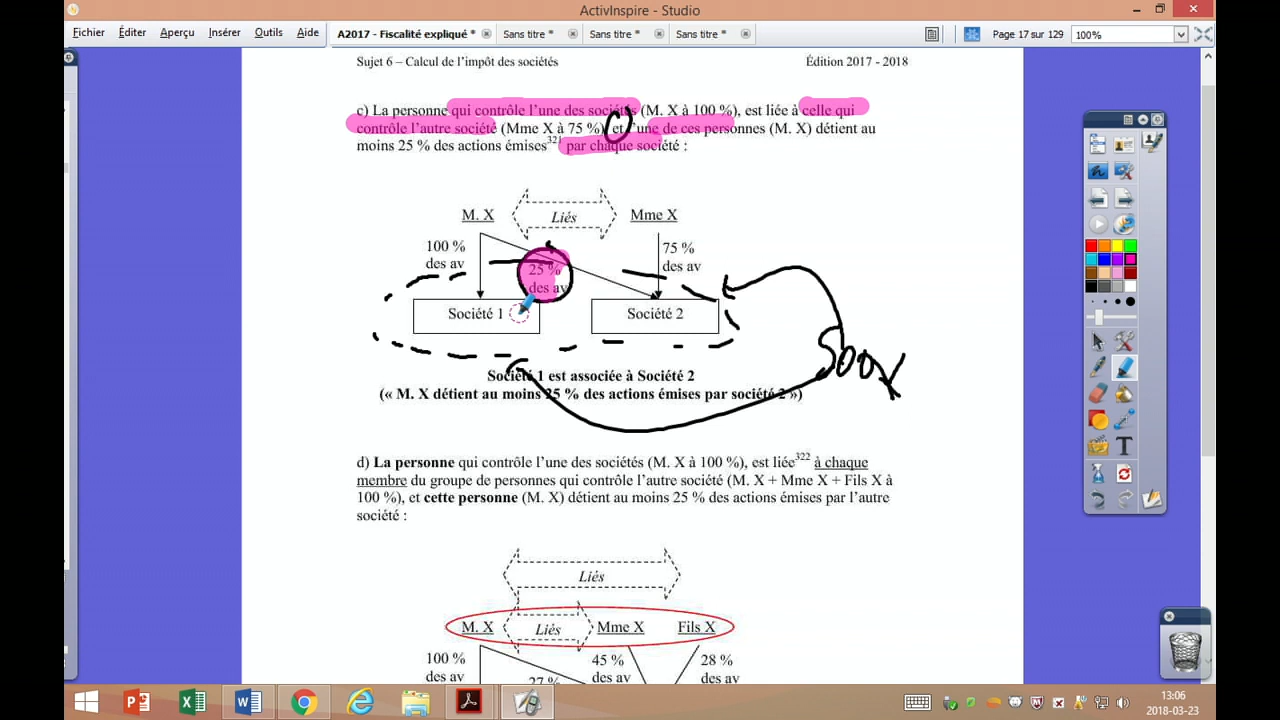 ActivInspire - Studio
Fichier Éditer Aperçu Insérer Outils Aide A2017 - Fiscalité expliqué * Sans titre * Sans titre * Sans titre * Page 17 sur 129 100%
Sujet 6 – Calcul de l'impôt des sociétés Édition 2017 - 2018
c) La personne qui contrôle l'une des sociétés (M. X à 100 %), est liée à celle qui
contrôle l'autre société (Mme X à 75 %) et l'une de ces personnes (M. X) détient au
moins 25 % des actions émises par chaque société :
M. X Liés Mme X
100 % 75 %
des av des av
25 %
des av
Société 1 Société 2
500K
Société 1 est associée à Société 2
(« M. X détient au moins 25 % des actions émises par société 2 »)
d) La personne qui contrôle l'une des sociétés (M. X à 100 %), est liée322 à chaque
membre du groupe de personnes qui contrôle l'autre société (M. X + Mme X + Fils X à
100 %), et cette personne (M. X) détient au moins 25 % des actions émises par l'autre
société :
Liés
M. X Liés Mme X Fils X
100 % 45 % 28 %
des av 27 % des av des av
13:06
2018-03-23